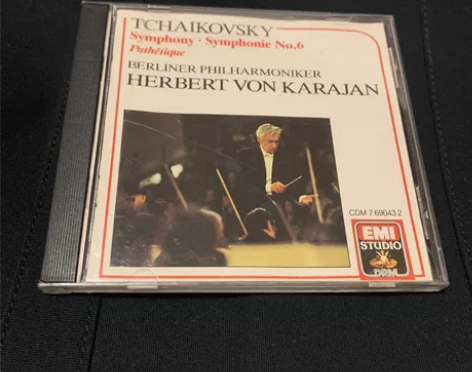 TCHAIKOVSKY
Symphony · Symphonie No.6
Pathétique
BERLINER PHILHARMONIKER
HERBERT VON KARAJAN
CDM 7 69043 2
EMI
STUDIO
DRM